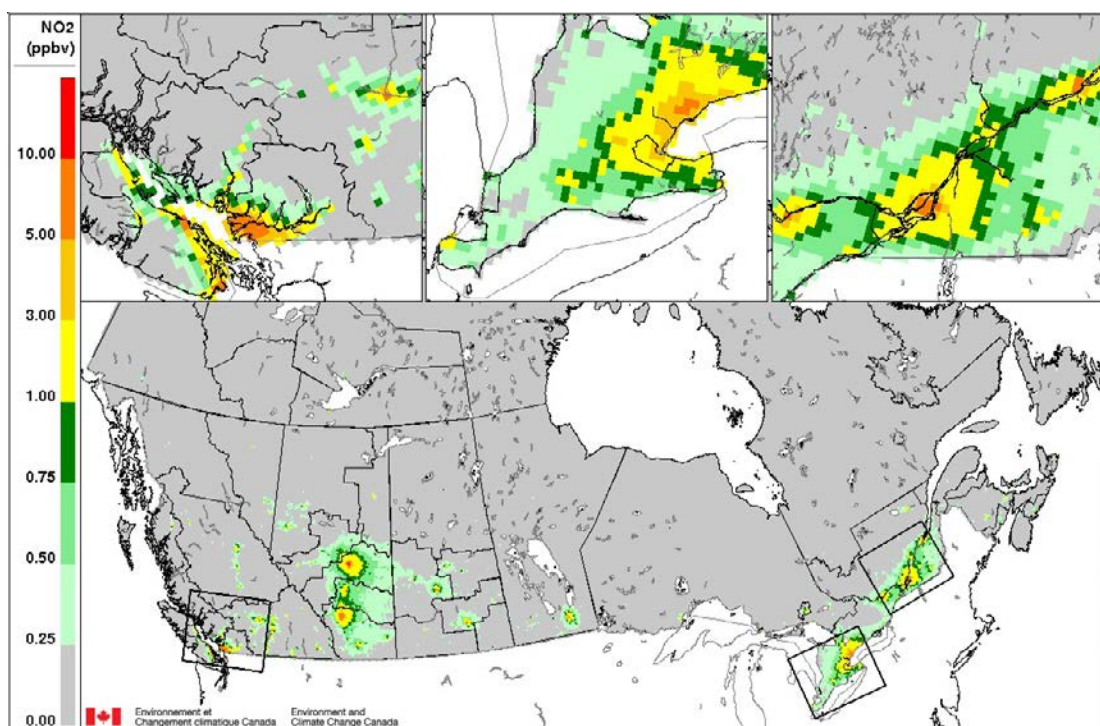 NO2
(ppbv)
10.00
5.00
3.00
1.00
0.75
0.50
0.25
0.00
Environnement et
Changement climatique Canada
Environment and
Climate Change Canada